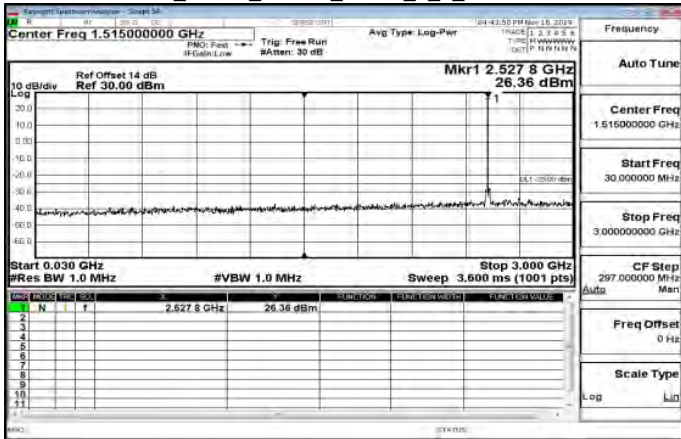 Keysight Spectrum Analyzer - Swept SA
RF
50 Ω
DC
SENSE:INT
04:43:50 PM Nov 18, 2019
Center Freq 1.515000000 GHz
PNO: Fast
IFGain:Low
Trig: Free Run
#Atten: 30 dB
Avg Type: Log-Pwr
TRACE 1 2 3 4 5 6
TYPE M WWWWW
DET P N N N N N
Frequency
Auto Tune
Center Freq
1.515000000 GHz
Start Freq
30.000000 MHz
Stop Freq
3.000000000 GHz
CF Step
297.000000 MHz
Auto Man
Freq Offset
0 Hz
Scale Type
Log Lin
Ref Offset 14 dB
10 dB/div Ref 30.00 dBm
Log
Mkr1 2.527 8 GHz
26.36 dBm
1
20.0
10.0
0.00
-10.0
-20.0
-30.0
-40.0
-50.0
-60.0
DL1 -25.00 dBm
Start 0.030 GHz
Stop 3.000 GHz
#Res BW 1.0 MHz
#VBW 1.0 MHz
Sweep 3.600 ms (1001 pts)
MKR MODE TRC SCL X Y FUNCTION FUNCTION WIDTH FUNCTION VALUE
1 N 1 f 2.527 8 GHz 26.36 dBm
2
3
4
5
6
7
8
9
10
11
MSG
STATUS